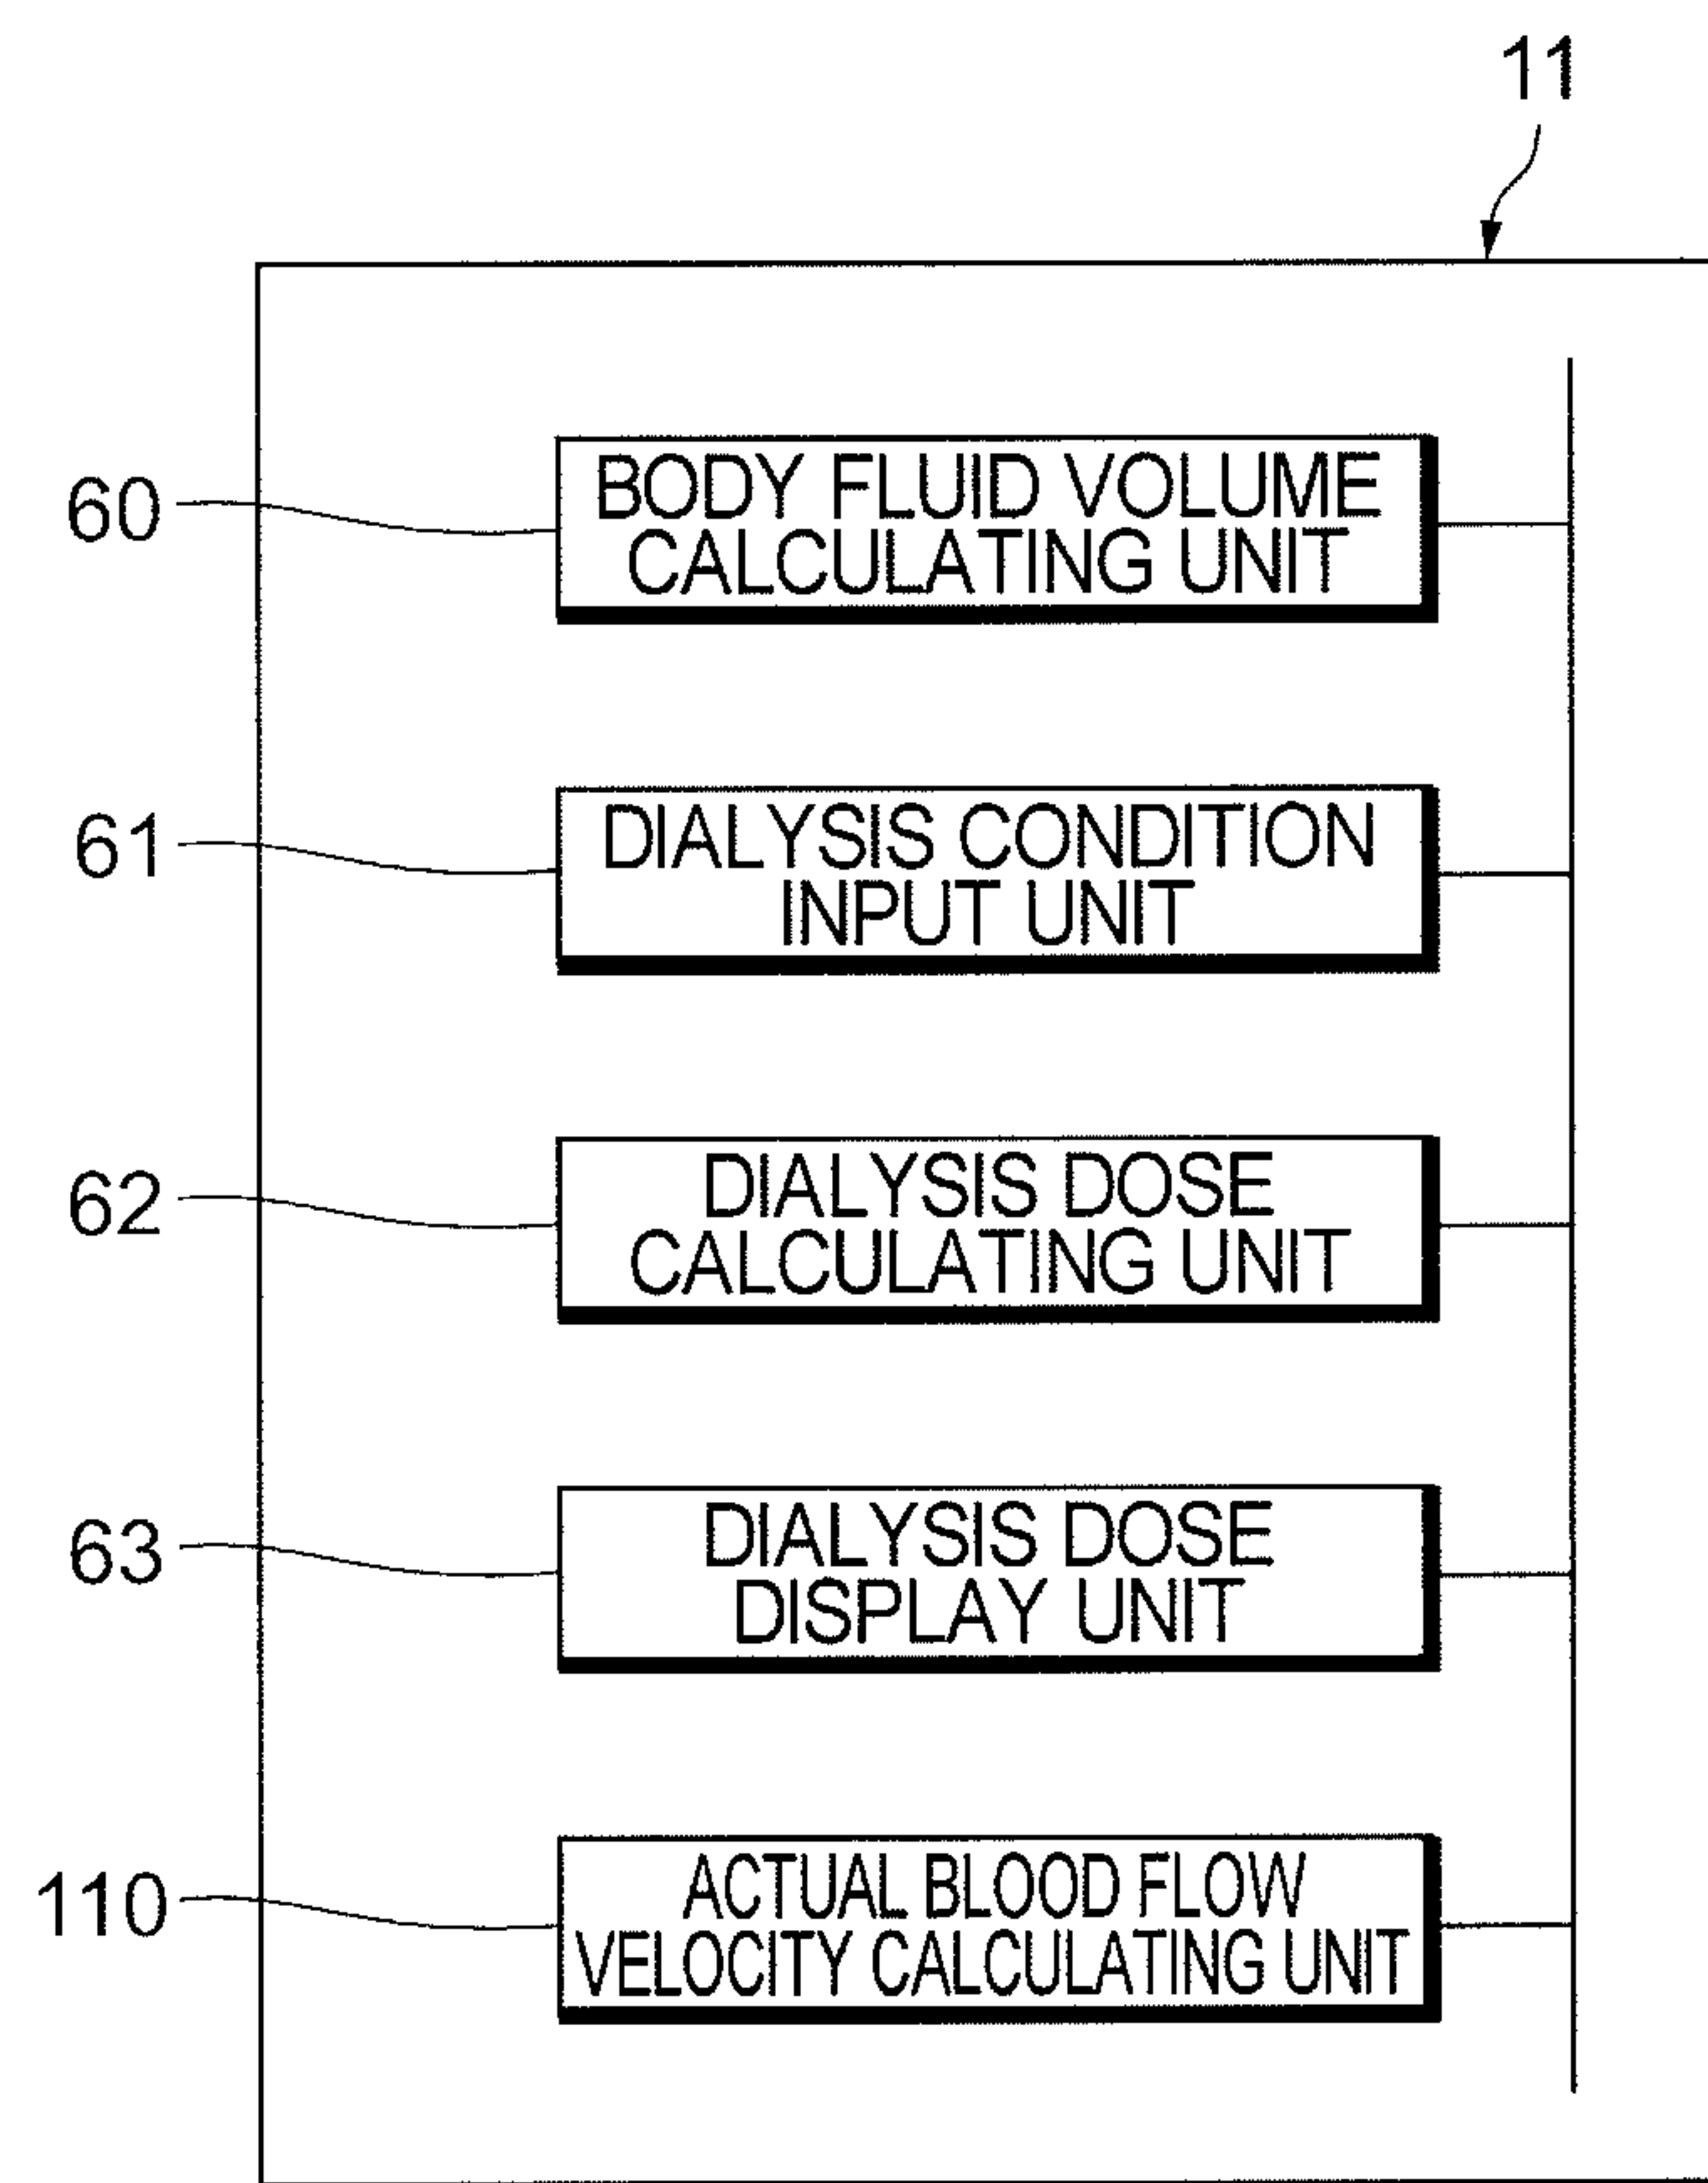 11
60
BODY FLUID VOLUME
CALCULATING UNIT
61
DIALYSIS CONDITION
INPUT UNIT
62
DIALYSIS DOSE
CALCULATING UNIT
63
DIALYSIS DOSE
DISPLAY UNIT
110
ACTUAL BLOOD FLOW
VELOCITY CALCULATING UNIT